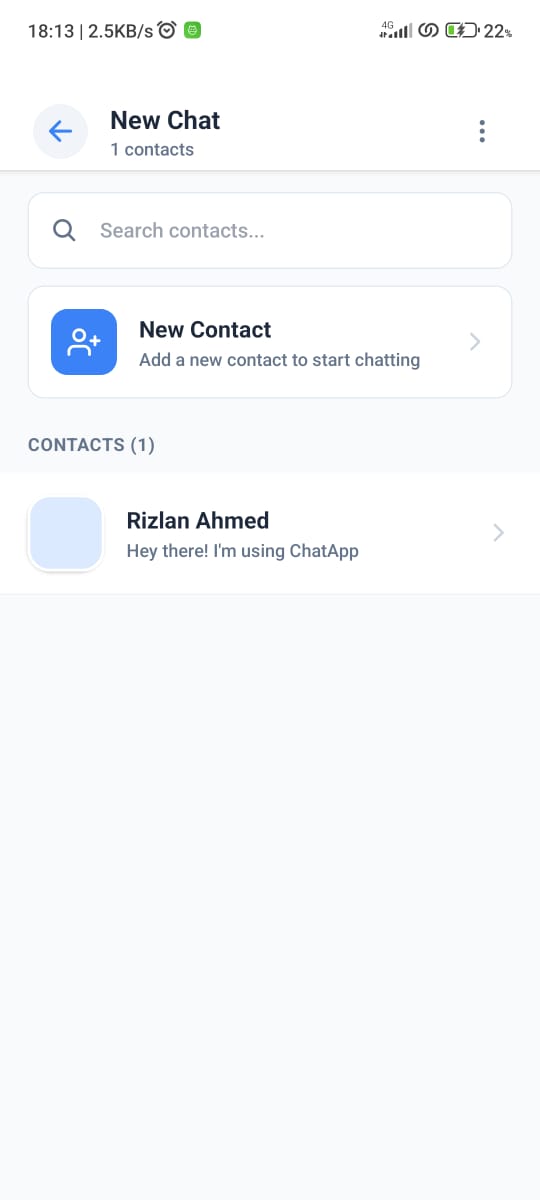 18:13 | 2.5KB/s
4G
22%
New Chat
1 contacts
Search contacts...
New Contact
Add a new contact to start chatting
CONTACTS (1)
Rizlan Ahmed
Hey there! I'm using ChatApp